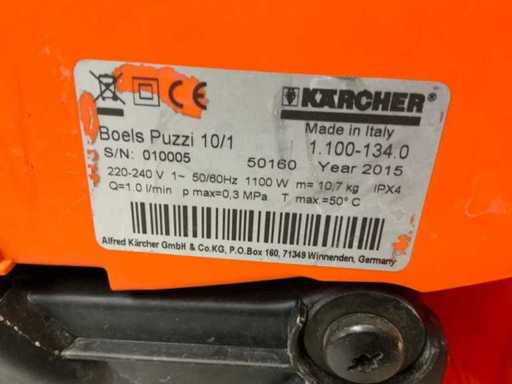 CE
KÄRCHER
Made in Italy
Boels Puzzi 10/1
1.100-134.0
S/N: 010005
50160
Year 2015
220-240 V 1~ 50/60Hz 1100 W m= 10,7 kg IPX4
Q=1.0 l/min p max=0,3 MPa T max.=50° C
Alfred Kärcher GmbH & Co.KG, P.O.Box 160, 71349 Winnenden, Germany